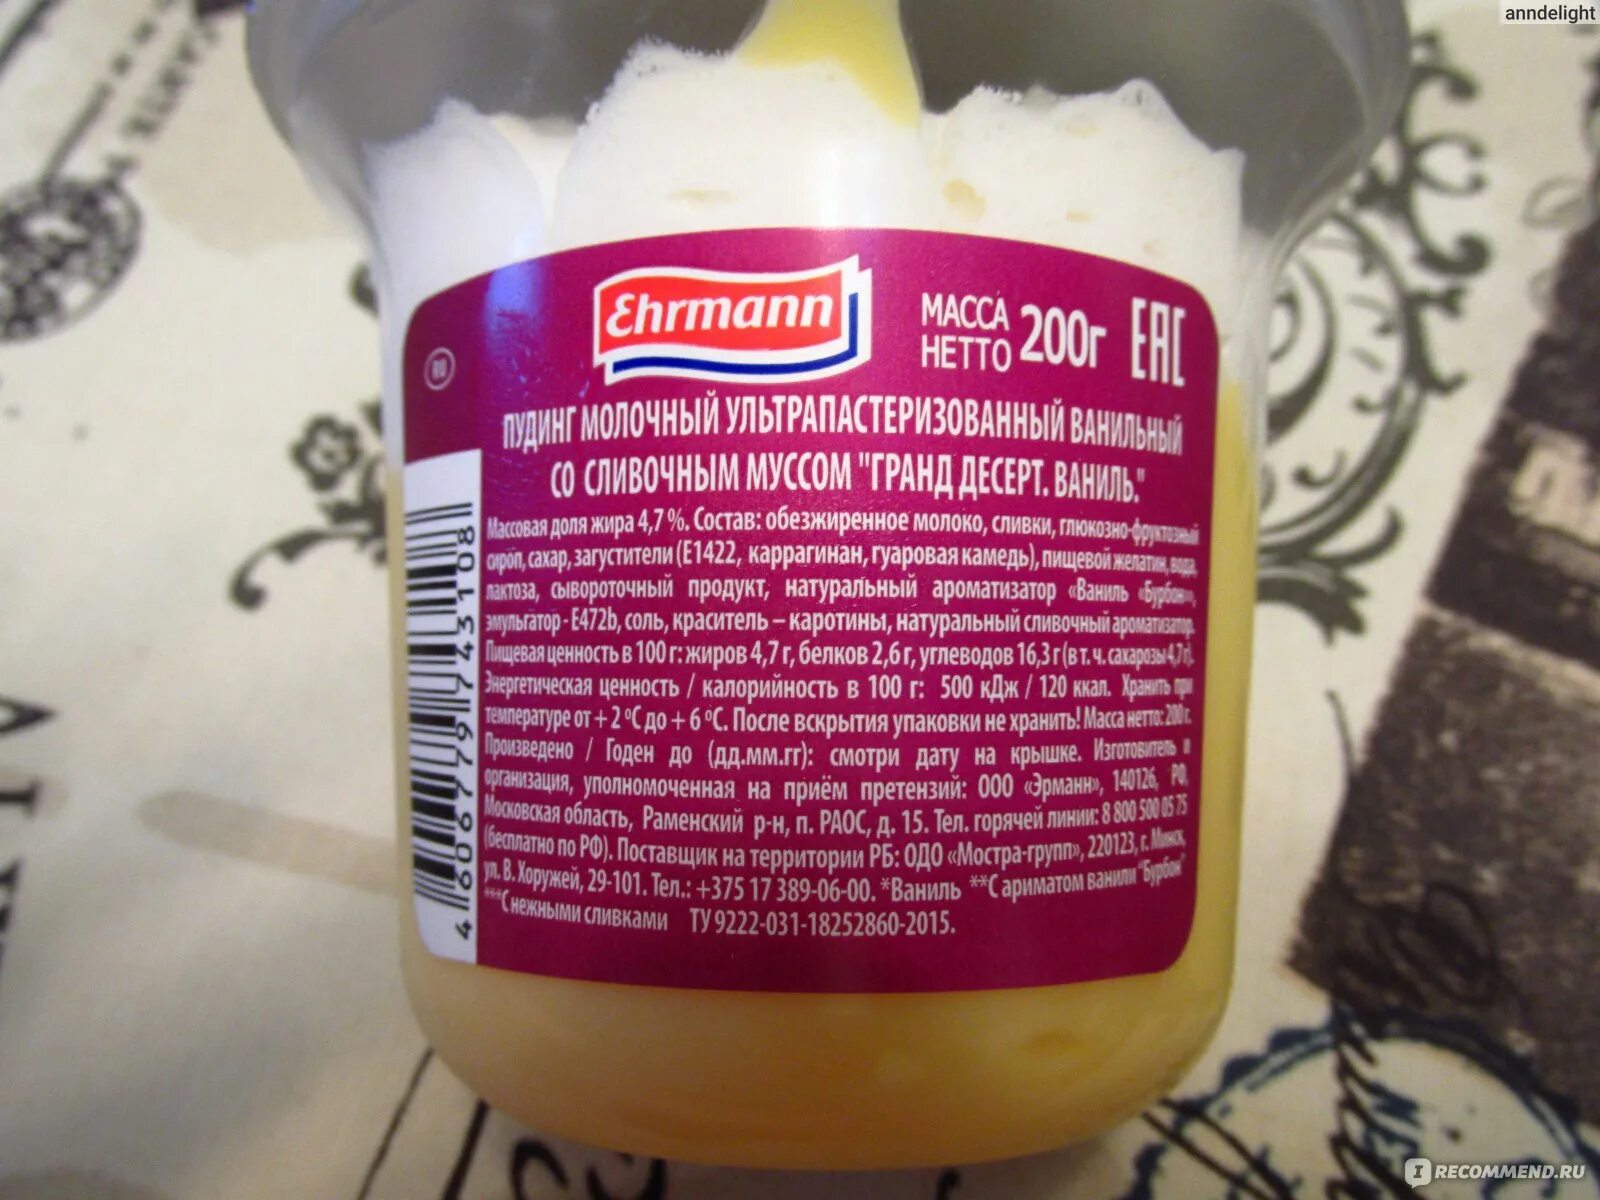 anndelight
Ehrmann
МАССА
НЕТТО 200г
EAC
RU
ПУДИНГ МОЛОЧНЫЙ УЛЬТРАПАСТЕРИЗОВАННЫЙ ВАНИЛЬНЫЙ
СО СЛИВОЧНЫМ МУССОМ "ГРАНД ДЕСЕРТ. ВАНИЛЬ."
Массовая доля жира 4,7 %. Состав: обезжиренное молоко, сливки, глюкозно-фруктозный
сироп, сахар, загустители (Е1422, каррагинан, гуаровая камедь), пищевой желатин, вода,
лактоза, сывороточный продукт, натуральный ароматизатор «Ваниль «Бурбон»»,
эмульгатор - Е472b, соль, краситель – каротины, натуральный сливочный ароматизатор.
Пищевая ценность в 100 г: жиров 4,7 г, белков 2,6 г, углеводов 16,3 г (в т. ч. сахарозы 4,7 г).
Энергетическая ценность / калорийность в 100 г: 500 кДж / 120 ккал. Хранить при
температуре от + 2 °С до + 6 °С. После вскрытия упаковки не хранить! Масса нетто: 200 г.
Произведено / Годен до (дд.мм.гг): смотри дату на крышке. Изготовитель и
организация, уполномоченная на приём претензий: ООО «Эрманн», 140126, РФ,
Московская область, Раменский р-н, п. РАОС, д. 15. Тел. горячей линии: 8 800 500 05 75
(бесплатно по РФ). Поставщик на территории РБ: ОДО «Мостра-групп», 220123, г. Минск,
ул. В. Хоружей, 29-101. Тел.: +375 17 389-06-00. *Ваниль **С ариматом ванили "Бурбон"
***С нежными сливками ТУ 9222-031-18252860-2015.
4 606779 743108
IRECOMMEND.RU